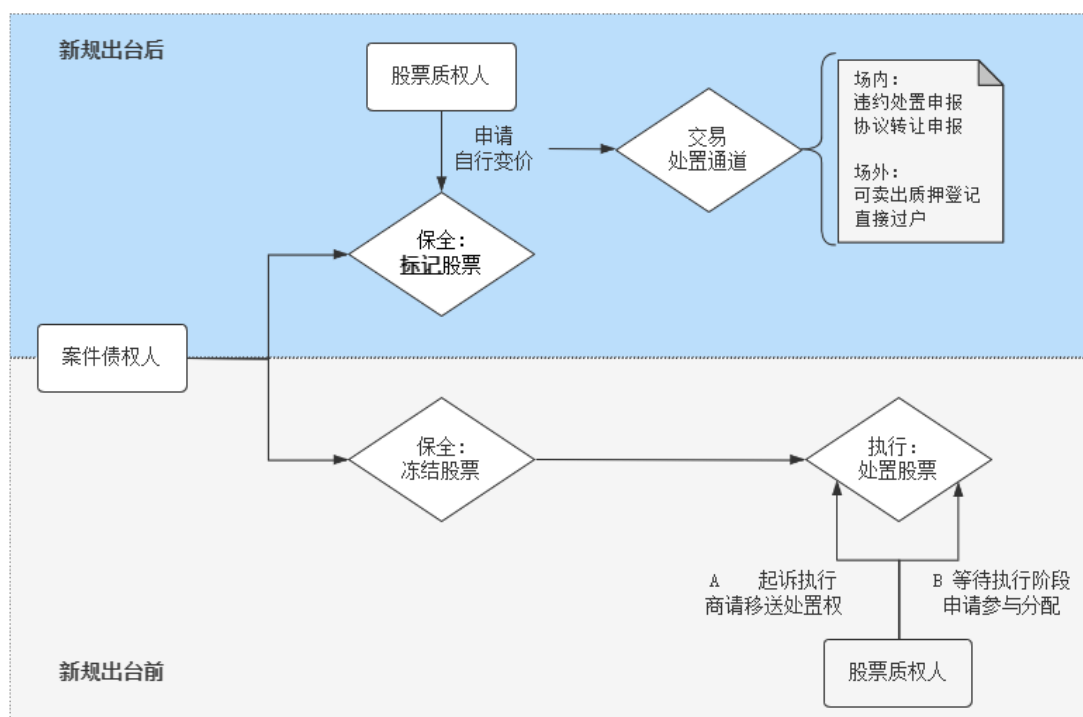 新规出台后
股票质权人
申请
自行变价
交易
处置通道
场内：
违约处置申报
协议转让申报
场外：
可卖出质押登记
直接过户
保全：
标记股票
案件债权人
保全：
冻结股票
执行：
处置股票
A 起诉执行
商请移送处置权
B 等待执行阶段
申请参与分配
股票质权人
新规出台前